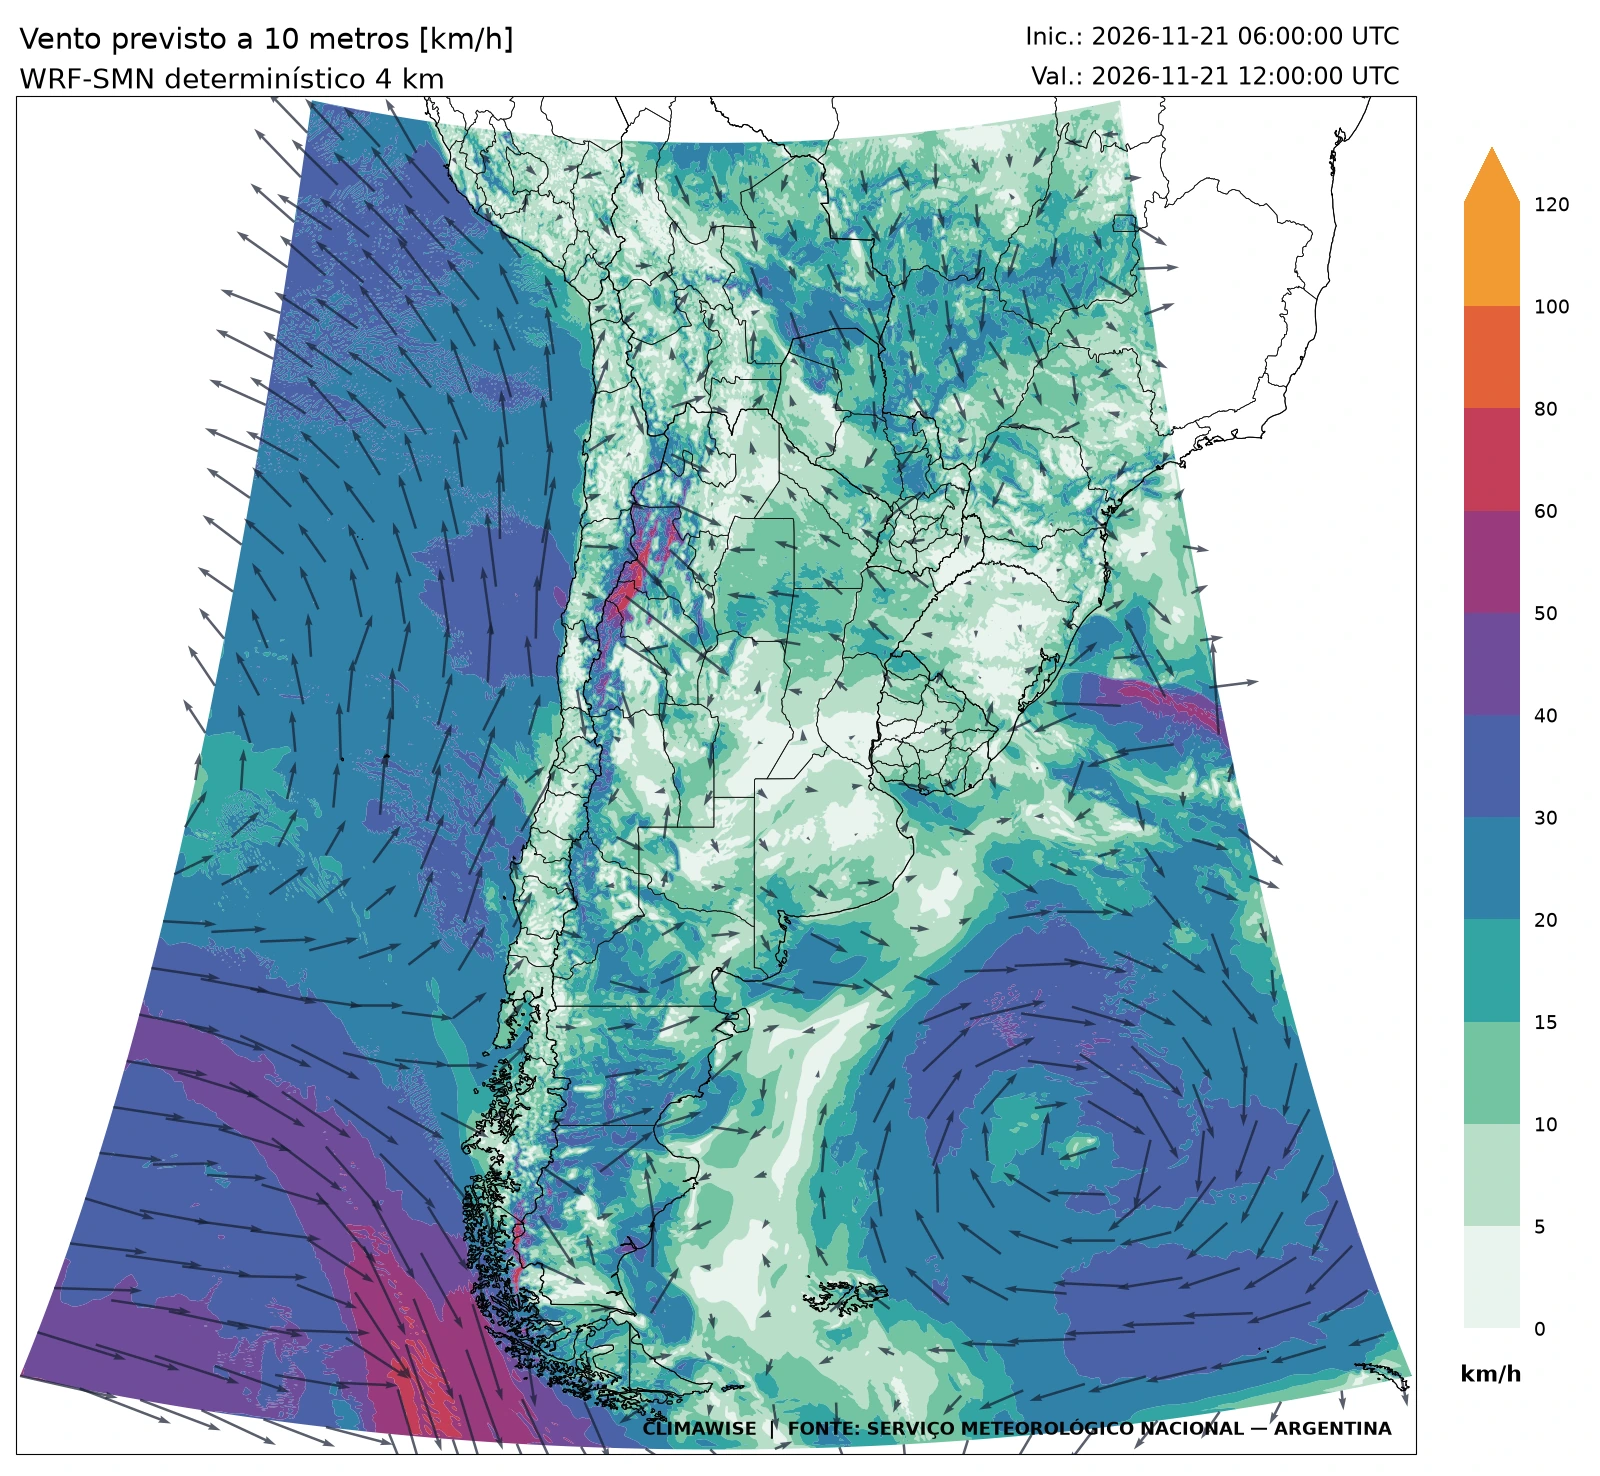 Vento previsto a 10 metros [km/h]
WRF-SMN determinístico 4 km
Inic.: 2026-11-21 06:00:00 UTC
Val.: 2026-11-21 12:00:00 UTC
120
100
80
60
50
40
30
20
15
10
5
0
km/h
CLIMAWISE | FONTE: SERVIÇO METEOROLÓGICO NACIONAL — ARGENTINA